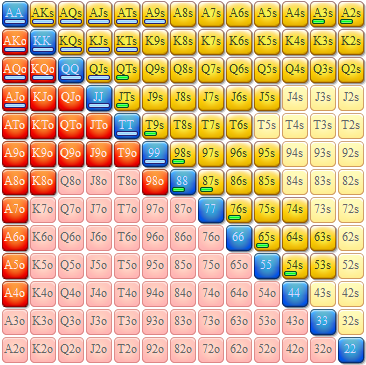 AA AKs AQs AJs ATs A9s A8s A7s A6s A5s A4s A3s A2s
AKo KK KQs KJs KTs K9s K8s K7s K6s K5s K4s K3s K2s
AQo KQo QQ QJs QTs Q9s Q8s Q7s Q6s Q5s Q4s Q3s Q2s
AJo KJo QJo JJ JTs J9s J8s J7s J6s J5s J4s J3s J2s
ATo KTo QTo JTo TT T9s T8s T7s T6s T5s T4s T3s T2s
A9o K9o Q9o J9o T9o 99 98s 97s 96s 95s 94s 93s 92s
A8o K8o Q8o J8o T8o 98o 88 87s 86s 85s 84s 83s 82s
A7o K7o Q7o J7o T7o 97o 87o 77 76s 75s 74s 73s 72s
A6o K6o Q6o J6o T6o 96o 86o 76o 66 65s 64s 63s 62s
A5o K5o Q5o J5o T5o 95o 85o 75o 65o 55 54s 53s 52s
A4o K4o Q4o J4o T4o 94o 84o 74o 64o 54o 44 43s 42s
A3o K3o Q3o J3o T3o 93o 83o 73o 63o 53o 43o 33 32s
A2o K2o Q2o J2o T2o 92o 82o 72o 62o 52o 42o 32o 22